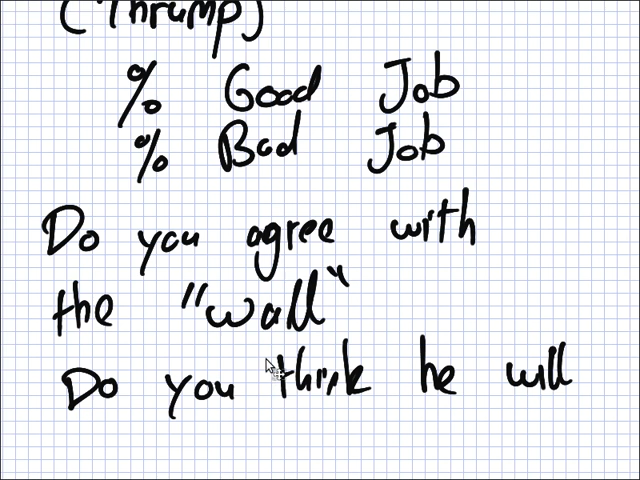 (Thrump)
% Good Job
% Bad Job
Do you agree with
the "wall"
Do you think he will